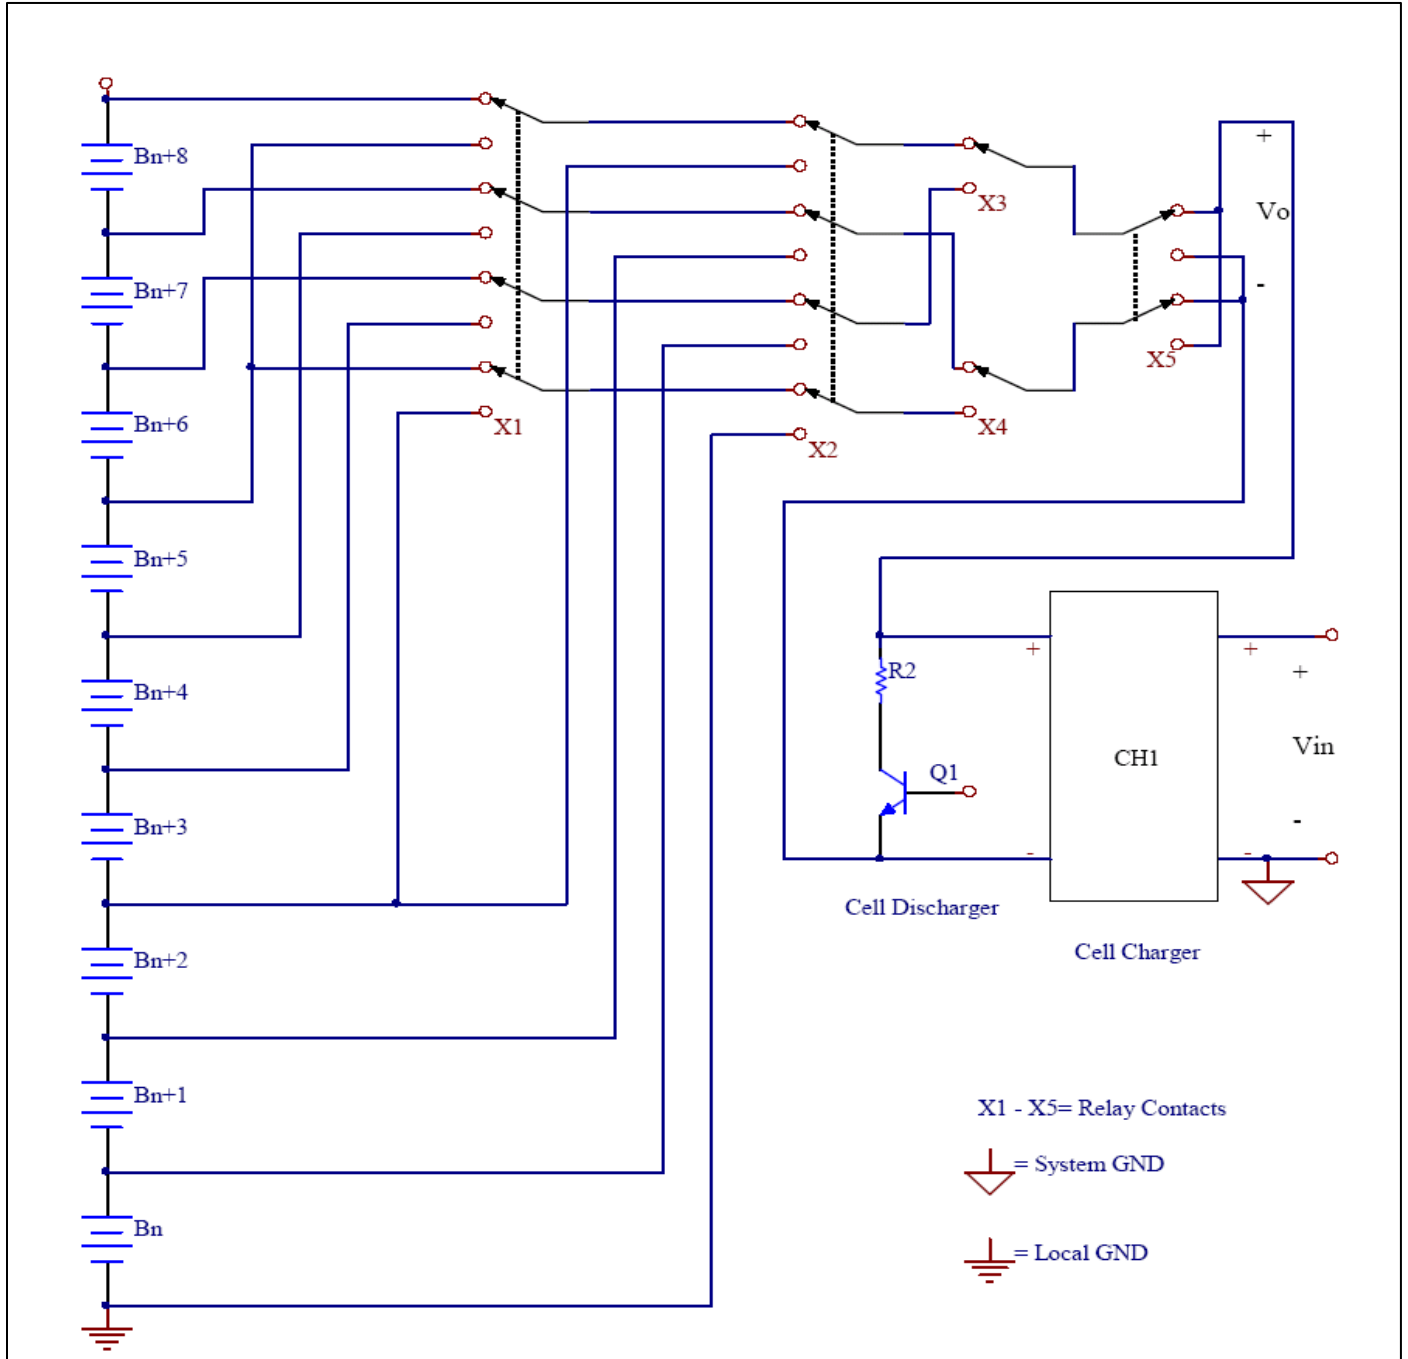 Bn+8
Bn+7
Bn+6
Bn+5
Bn+4
Bn+3
Bn+2
Bn+1
Bn
X1
X2
X3
X4
X5
+
Vo
-
R2
Q1
+
-
CH1
+
-
+
Vin
-
Cell Discharger
Cell Charger
X1 - X5= Relay Contacts
= System GND
= Local GND